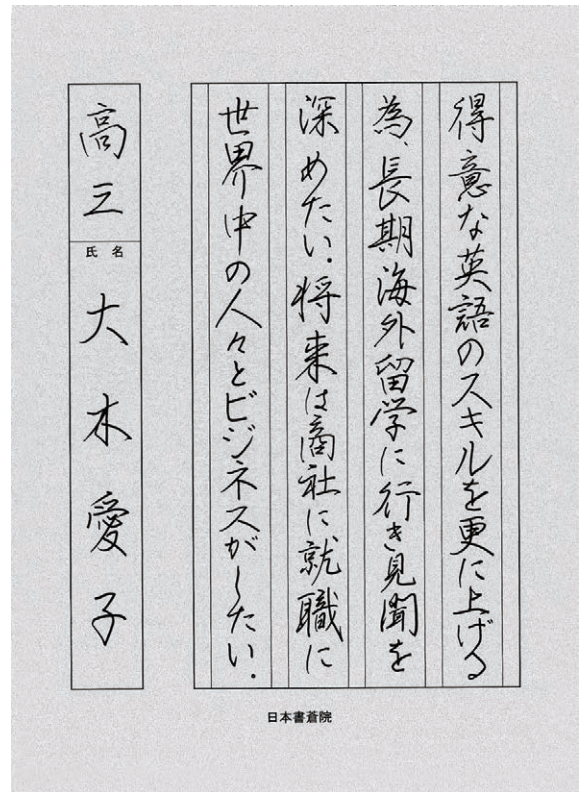 得意な英語のスキルを更に上げる
為、長期海外留学に行き見聞を
深めたい。将来は商社に就職に
世界中の人々とビジネスがしたい。
高三
氏名
大木愛子
日本書蒼院